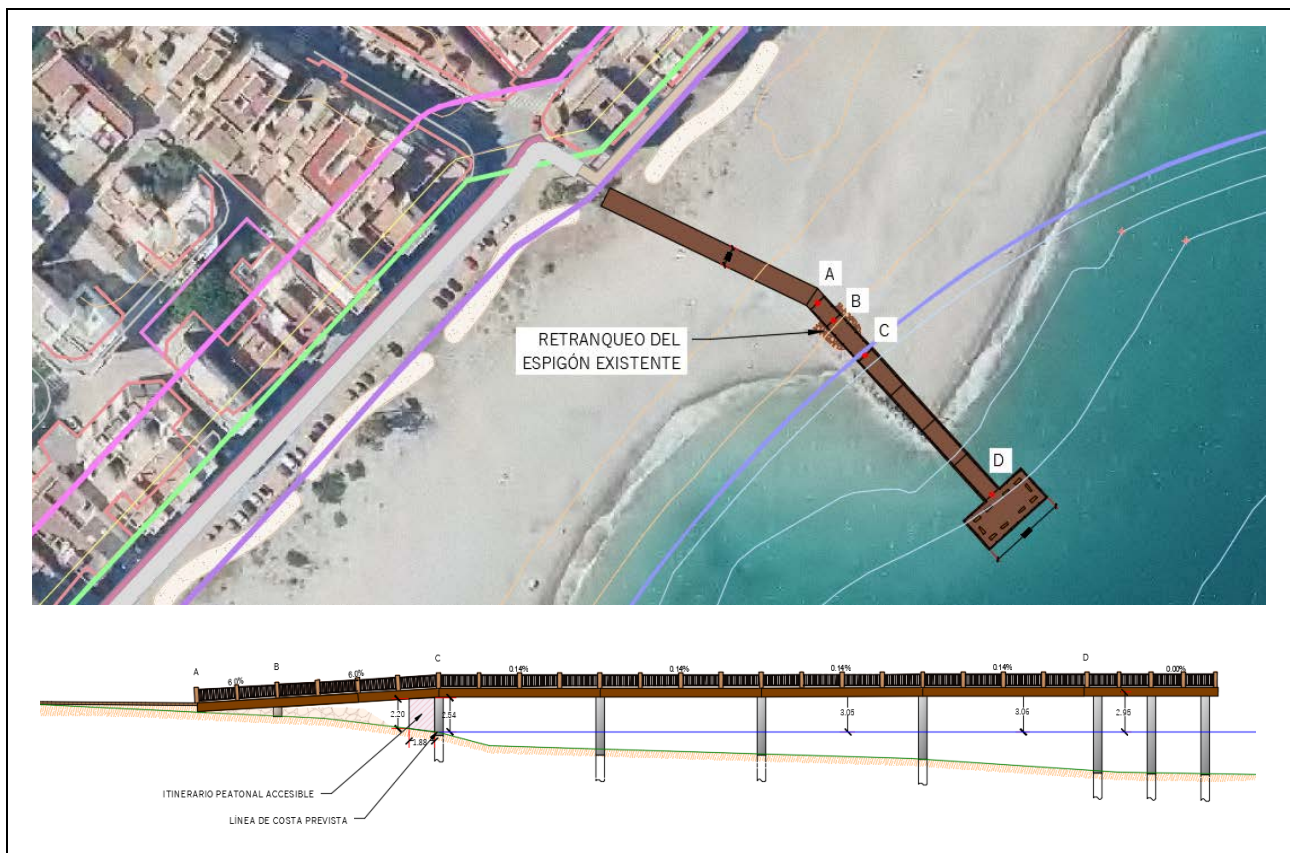 A
B
C
RETRANQUEO DEL
ESPIGÓN EXISTENTE
D
A
B
C
D
6.0%
6.0%
0.14%
0.14%
0.14%
0.14%
0.00%
2.20
2.54
3.05
3.05
2.95
1.88
ITINERARIO PEATONAL ACCESIBLE
LÍNEA DE COSTA PREVISTA